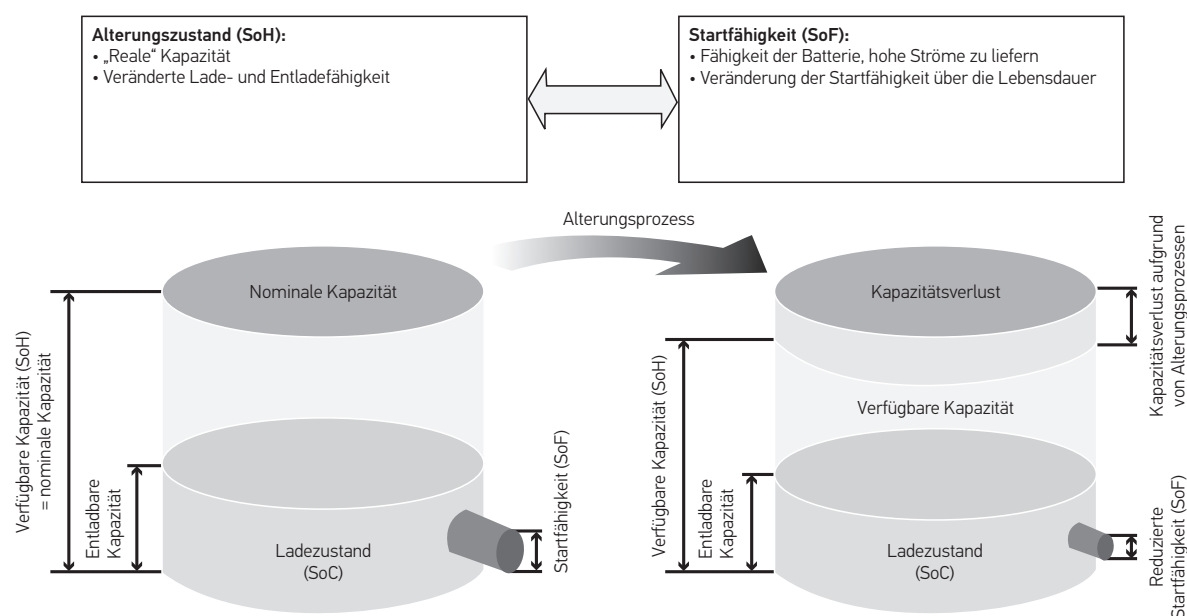 Alterungszustand (SoH):
• „Reale“ Kapazität
• Veränderte Lade- und Entladefähigkeit
Startfähigkeit (SoF):
• Fähigkeit der Batterie, hohe Ströme zu liefern
• Veränderung der Startfähigkeit über die Lebensdauer
Alterungsprozess
Verfügbare Kapazität (SoH)
= nominale Kapazität
Entladbare
Kapazität
Nominale Kapazität
Ladezustand
(SoC)
Startfähigkeit (SoF)
Verfügbare Kapazität (SoH)
Entladbare
Kapazität
Kapazitätsverlust
Verfügbare Kapazität
Ladezustand
(SoC)
Kapazitätsverlust aufgrund
von Alterungsprozessen
Reduzierte
Startfähigkeit (SoF)